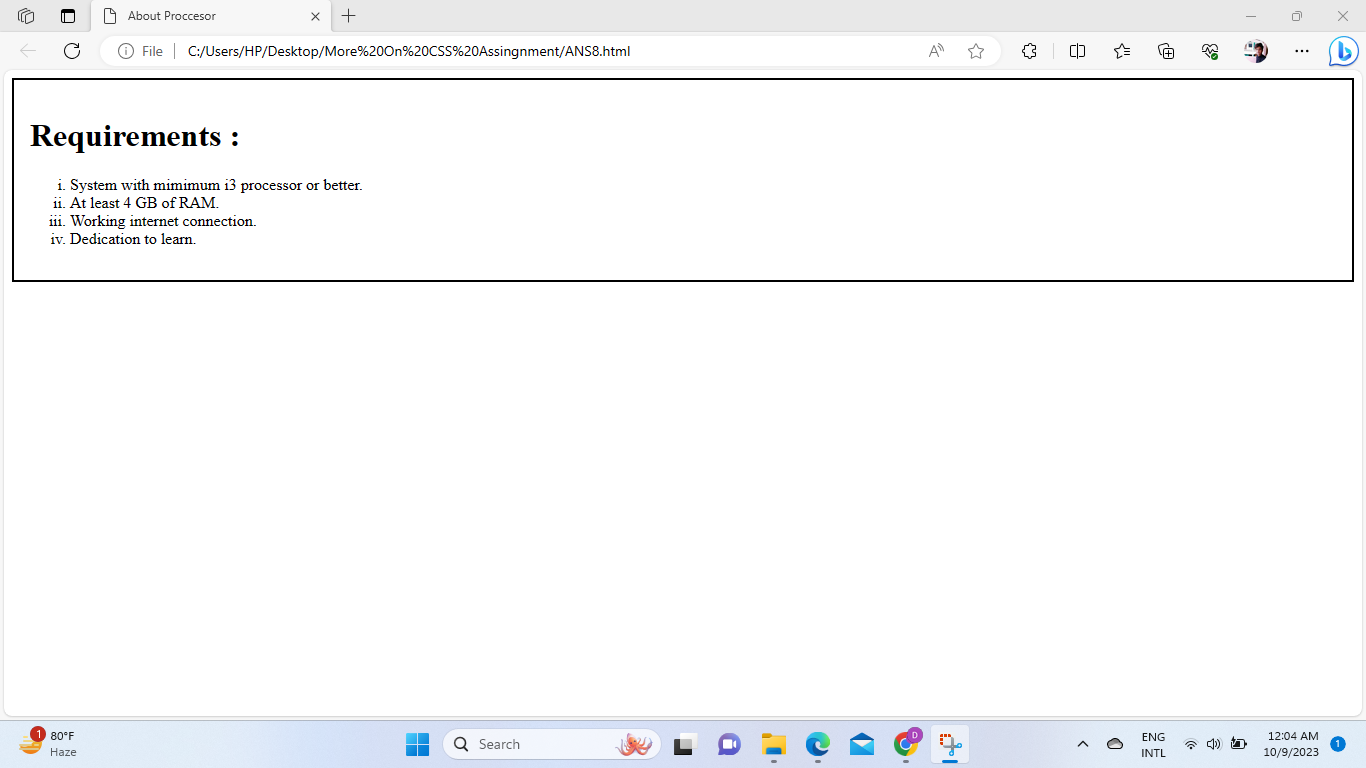 About Proccesor
File
C:/Users/HP/Desktop/More%20On%20CSS%20Assingnment/ANS8.html
Requirements :
i. System with mimimum i3 processor or better.
ii. At least 4 GB of RAM.
iii. Working internet connection.
iv. Dedication to learn.
1
80°F
Haze
Search
D
ENG
INTL
12:04 AM
10/9/2023
1